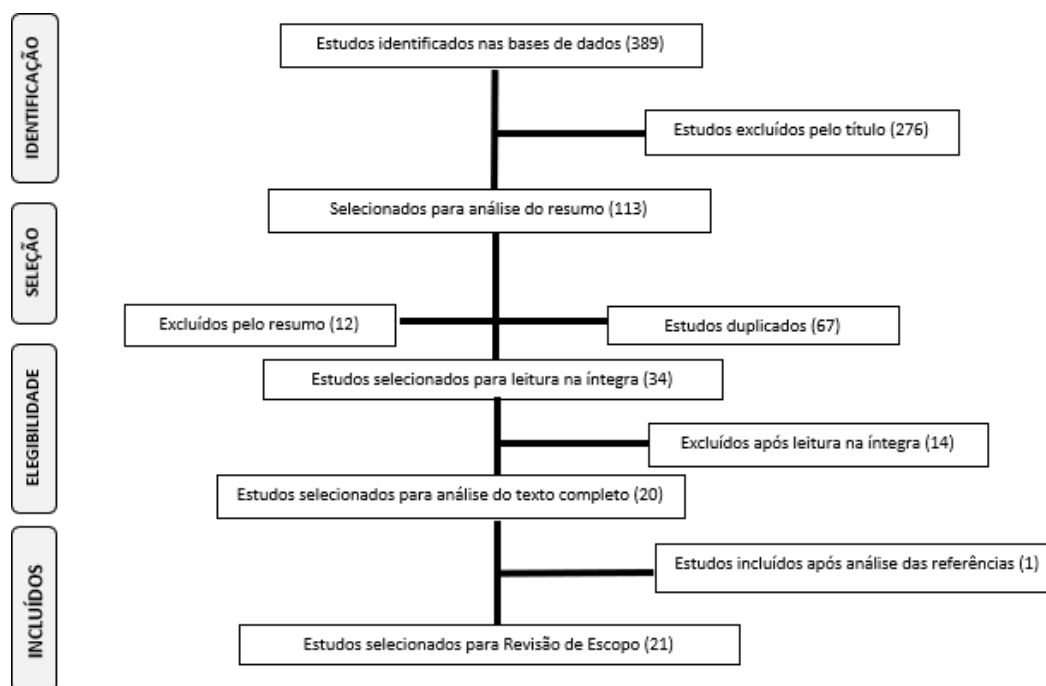 IDENTIFICAÇÃO
Estudos identificados nas bases de dados (389)
Estudos excluídos pelo título (276)
Selecionados para análise do resumo (113)
SELEÇÃO
Excluídos pelo resumo (12)
Estudos duplicados (67)
ELEGIBILIDADE
Estudos selecionados para leitura na íntegra (34)
Excluídos após leitura na íntegra (14)
Estudos selecionados para análise do texto completo (20)
INCLUÍDOS
Estudos incluídos após análise das referências (1)
Estudos selecionados para Revisão de Escopo (21)